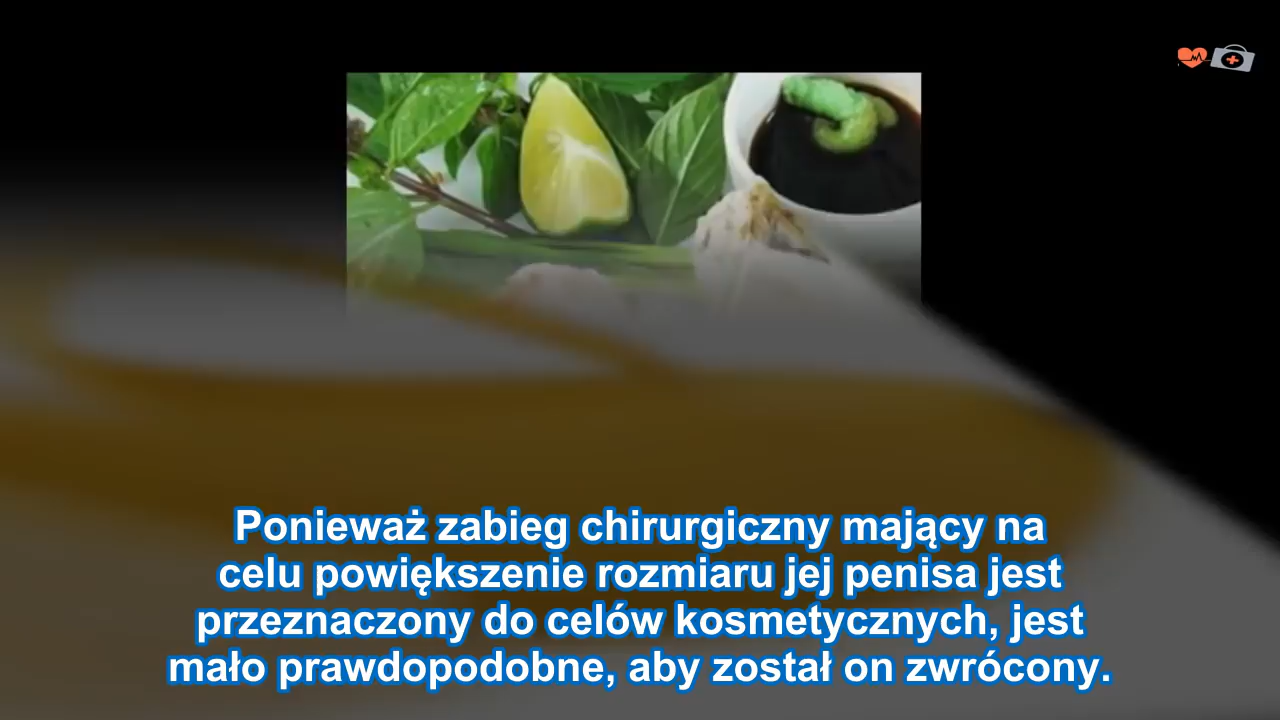 Ponieważ zabieg chirurgiczny mający na
celu powiększenie rozmiaru jej penisa jest
przeznaczony do celów kosmetycznych, jest
mało prawdopodobne, aby został on zwrócony.